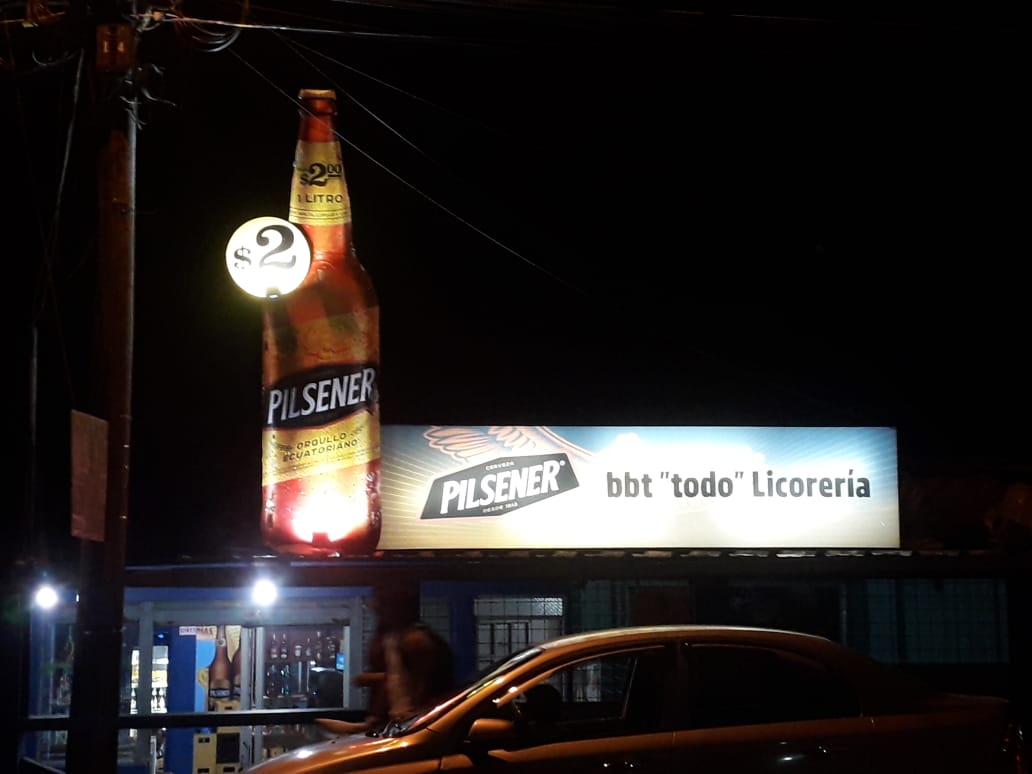 $2.00
1 LITRO
$2
PILSENER
ORGULLO
ECUATORIANO
CERVEZA
PILSENER®
DESDE 1913
bbt "todo" Licorería